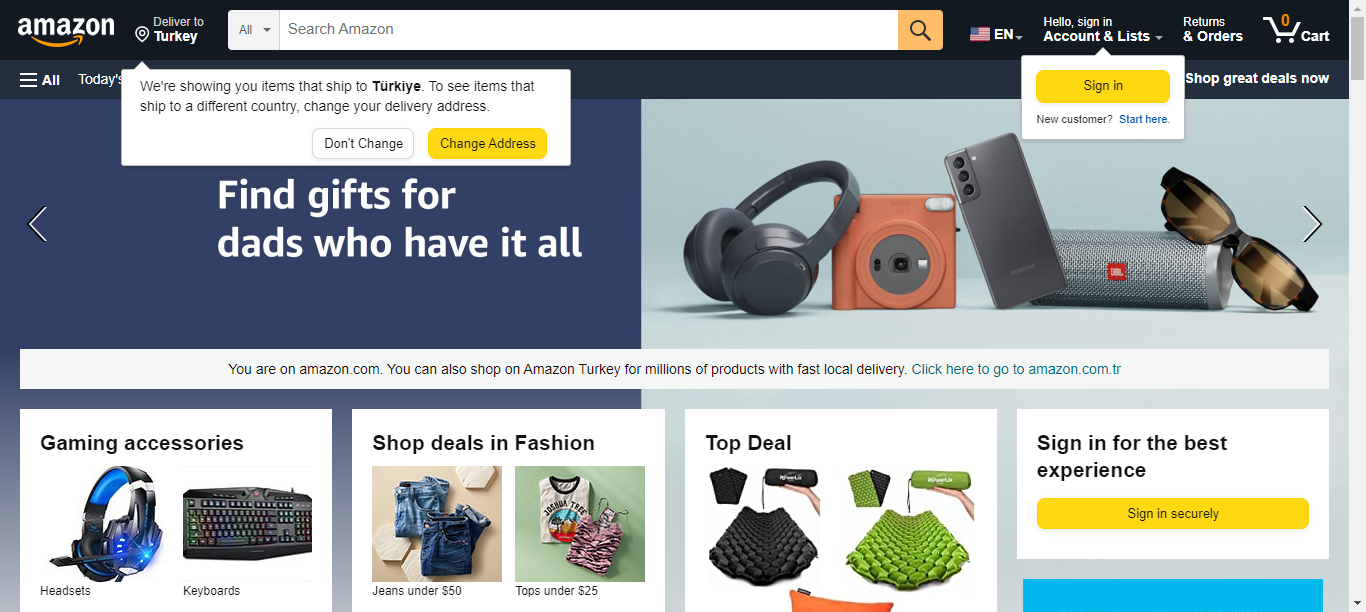 amazon
Deliver to
Turkey
All
Search Amazon
EN
Hello, sign in
Account & Lists
Returns
& Orders
0
Cart
All
Today's
Shop great deals now
We're showing you items that ship to Türkiye. To see items that
ship to a different country, change your delivery address.
Don't Change
Change Address
Sign in
New customer? Start here.
Find gifts for
dads who have it all
SAMSUNG
JBL
You are on amazon.com. You can also shop on Amazon Turkey for millions of products with fast local delivery. Click here to go to amazon.com.tr
Gaming accessories
Headsets
Keyboards
Shop deals in Fashion
JOSHUA TREE
Jeans under $50
Tops under $25
Top Deal
Sign in for the best
experience
Sign in securely